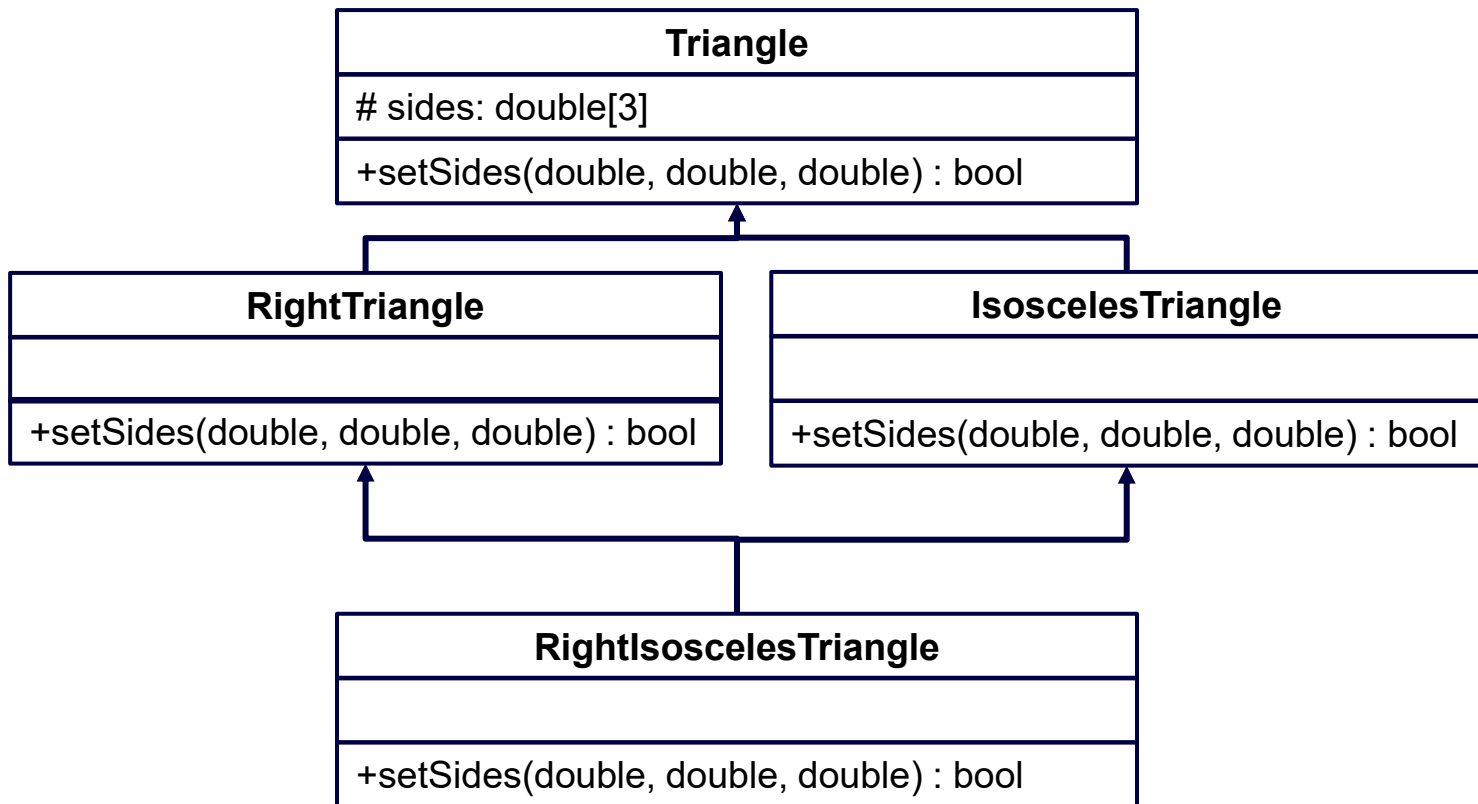 Triangle
# sides: double[3]
+setSides(double, double, double) : bool
RightTriangle
+setSides(double, double, double) : bool
IsoscelesTriangle
+setSides(double, double, double) : bool
RightIsoscelesTriangle
+setSides(double, double, double) : bool